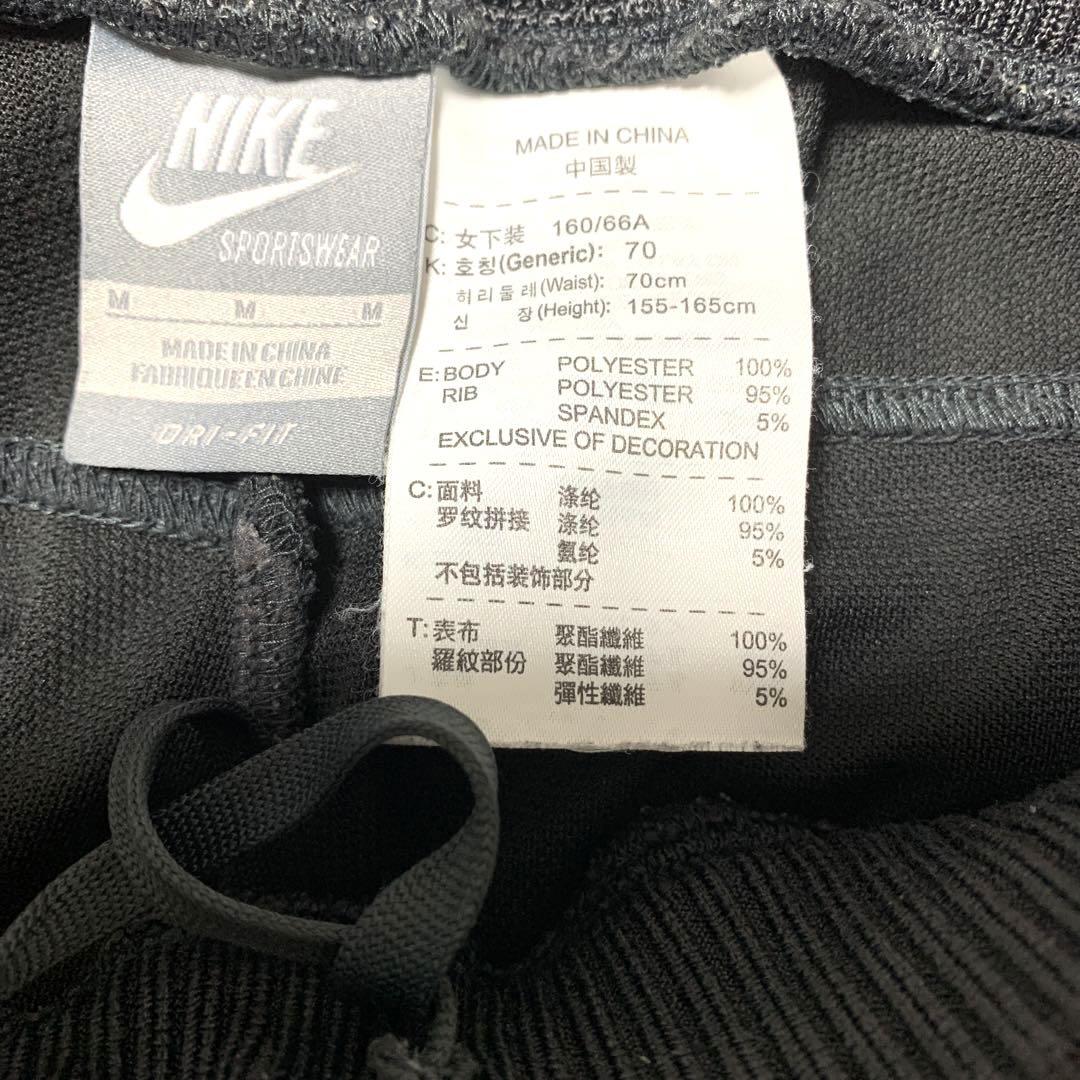 NIKE
SPORTSWEAR
M M M
MADE IN CHINA
FABRIQUE EN CHINE
DRI-FIT
MADE IN CHINA
中国製
C: 女下装 160/66A
K: 호칭(Generic): 70
허리둘레(Waist): 70cm
신 장(Height): 155-165cm
E: BODY POLYESTER 100%
RIB POLYESTER 95%
SPANDEX 5%
EXCLUSIVE OF DECORATION
C: 面料 涤纶 100%
罗纹拼接 涤纶 95%
氨纶 5%
不包括装饰部分
T: 表布 聚酯纖維 100%
羅紋部份 聚酯纖維 95%
彈性纖維 5%